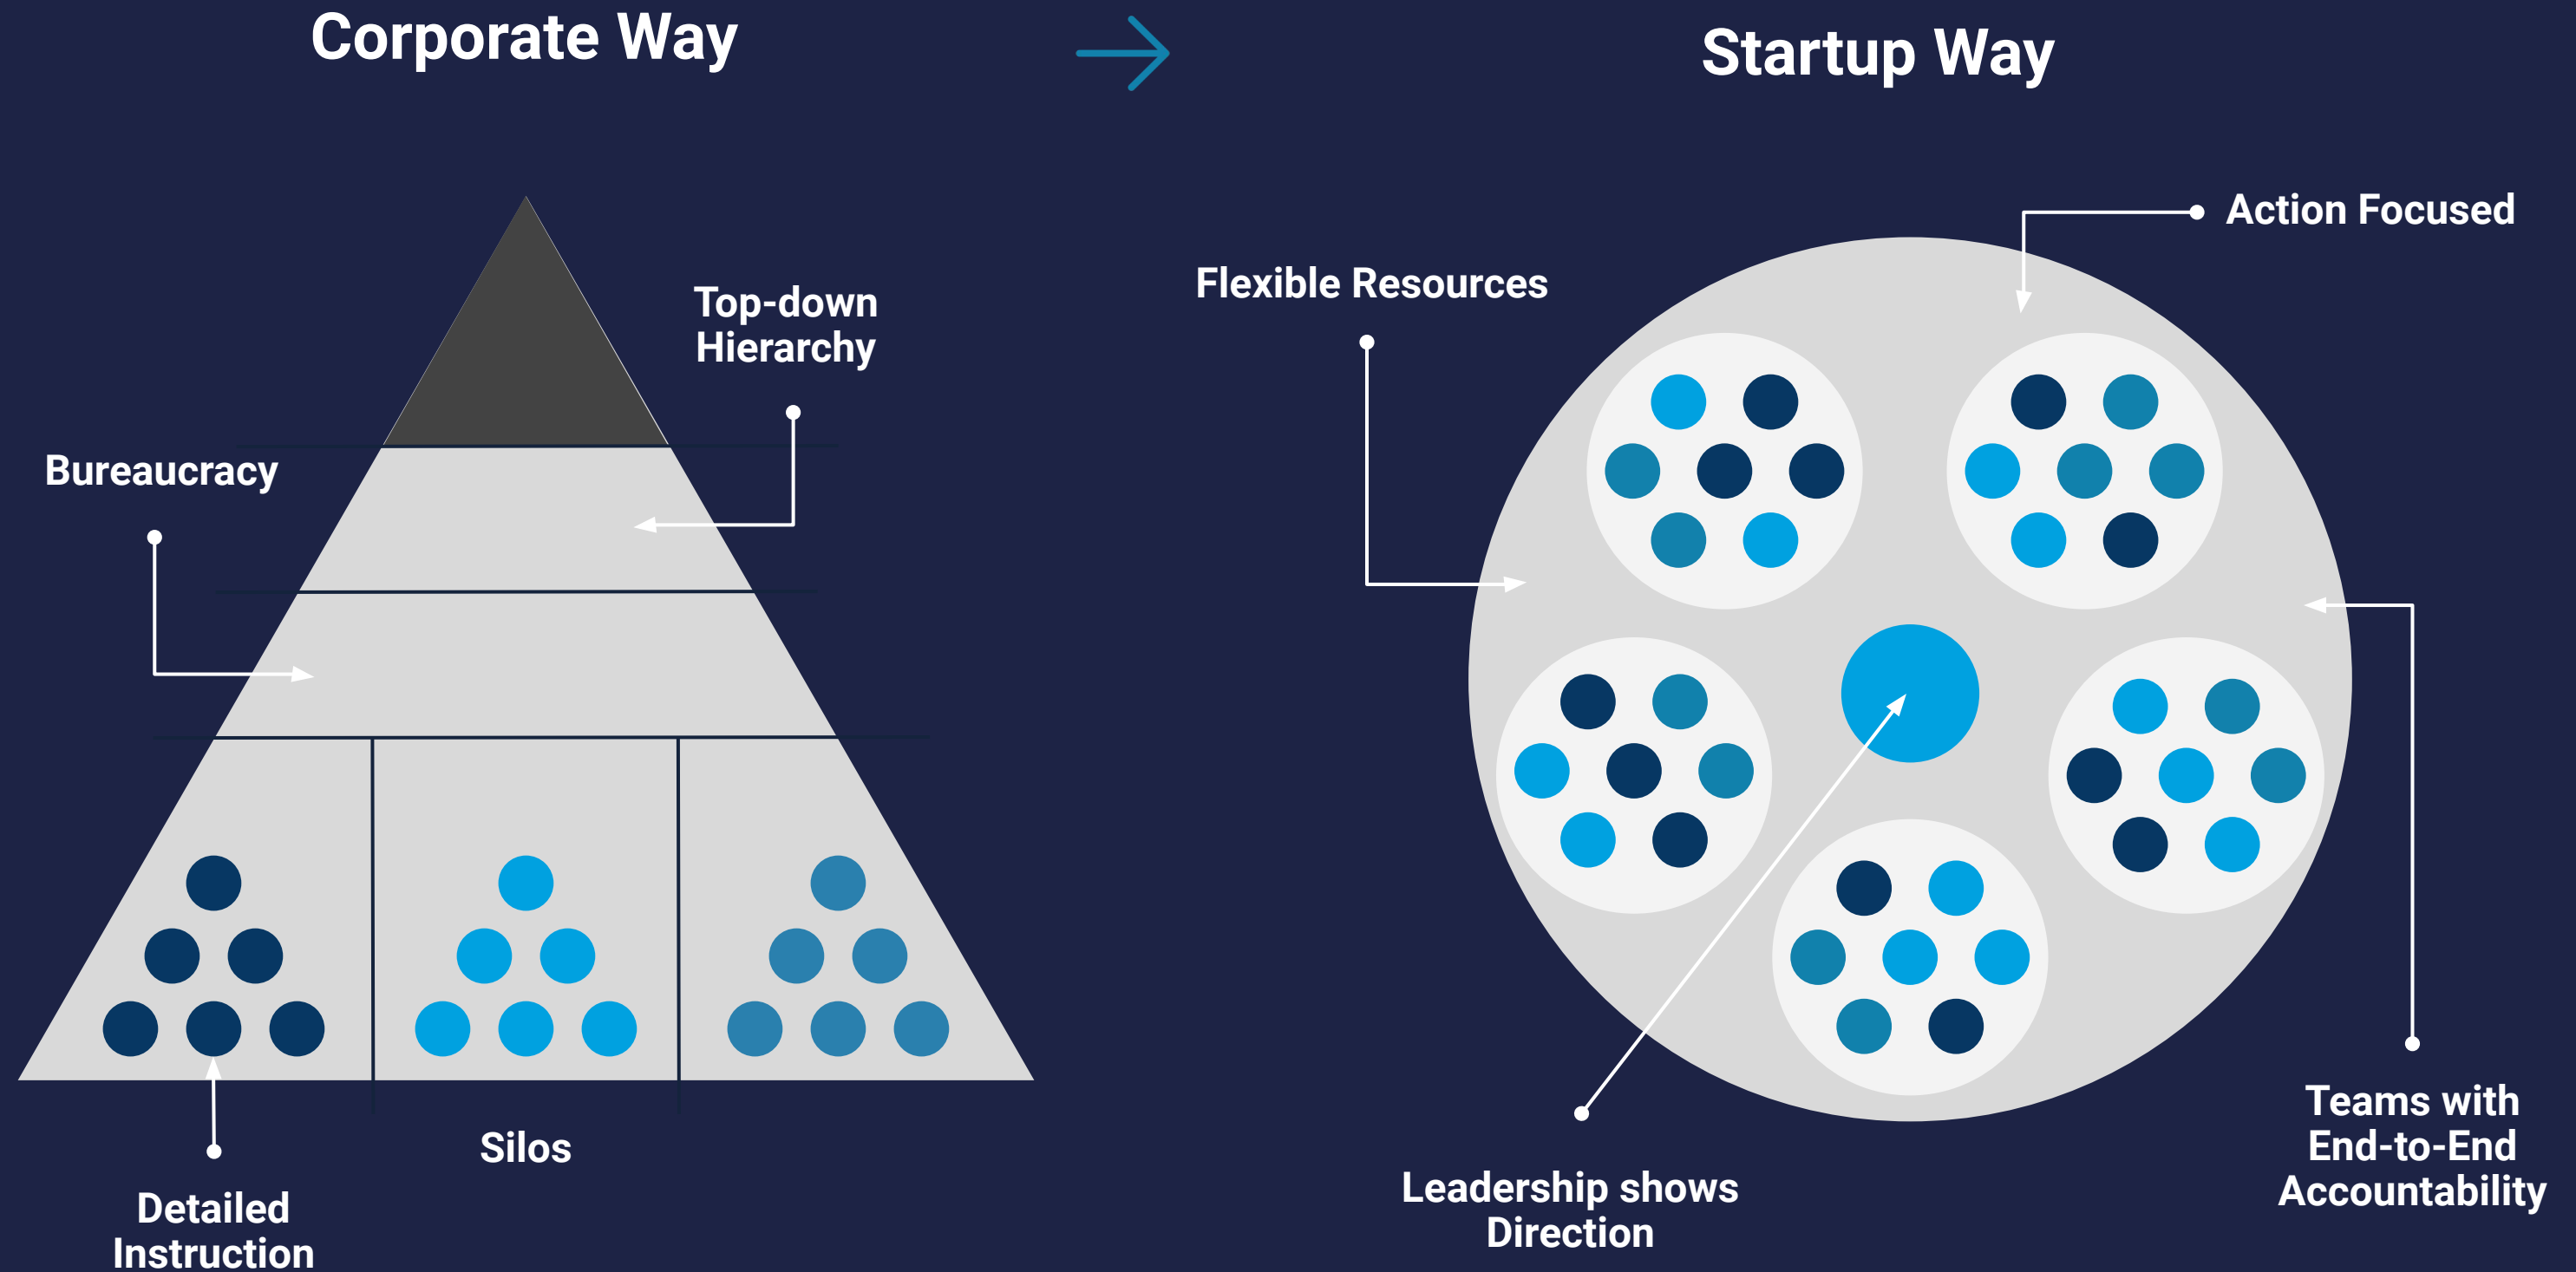 Corporate Way
Startup Way
Top-down
Hierarchy
Bureaucracy
Silos
Detailed
Instruction
Action Focused
Flexible Resources
Leadership shows
Direction
Teams with
End-to-End
Accountability